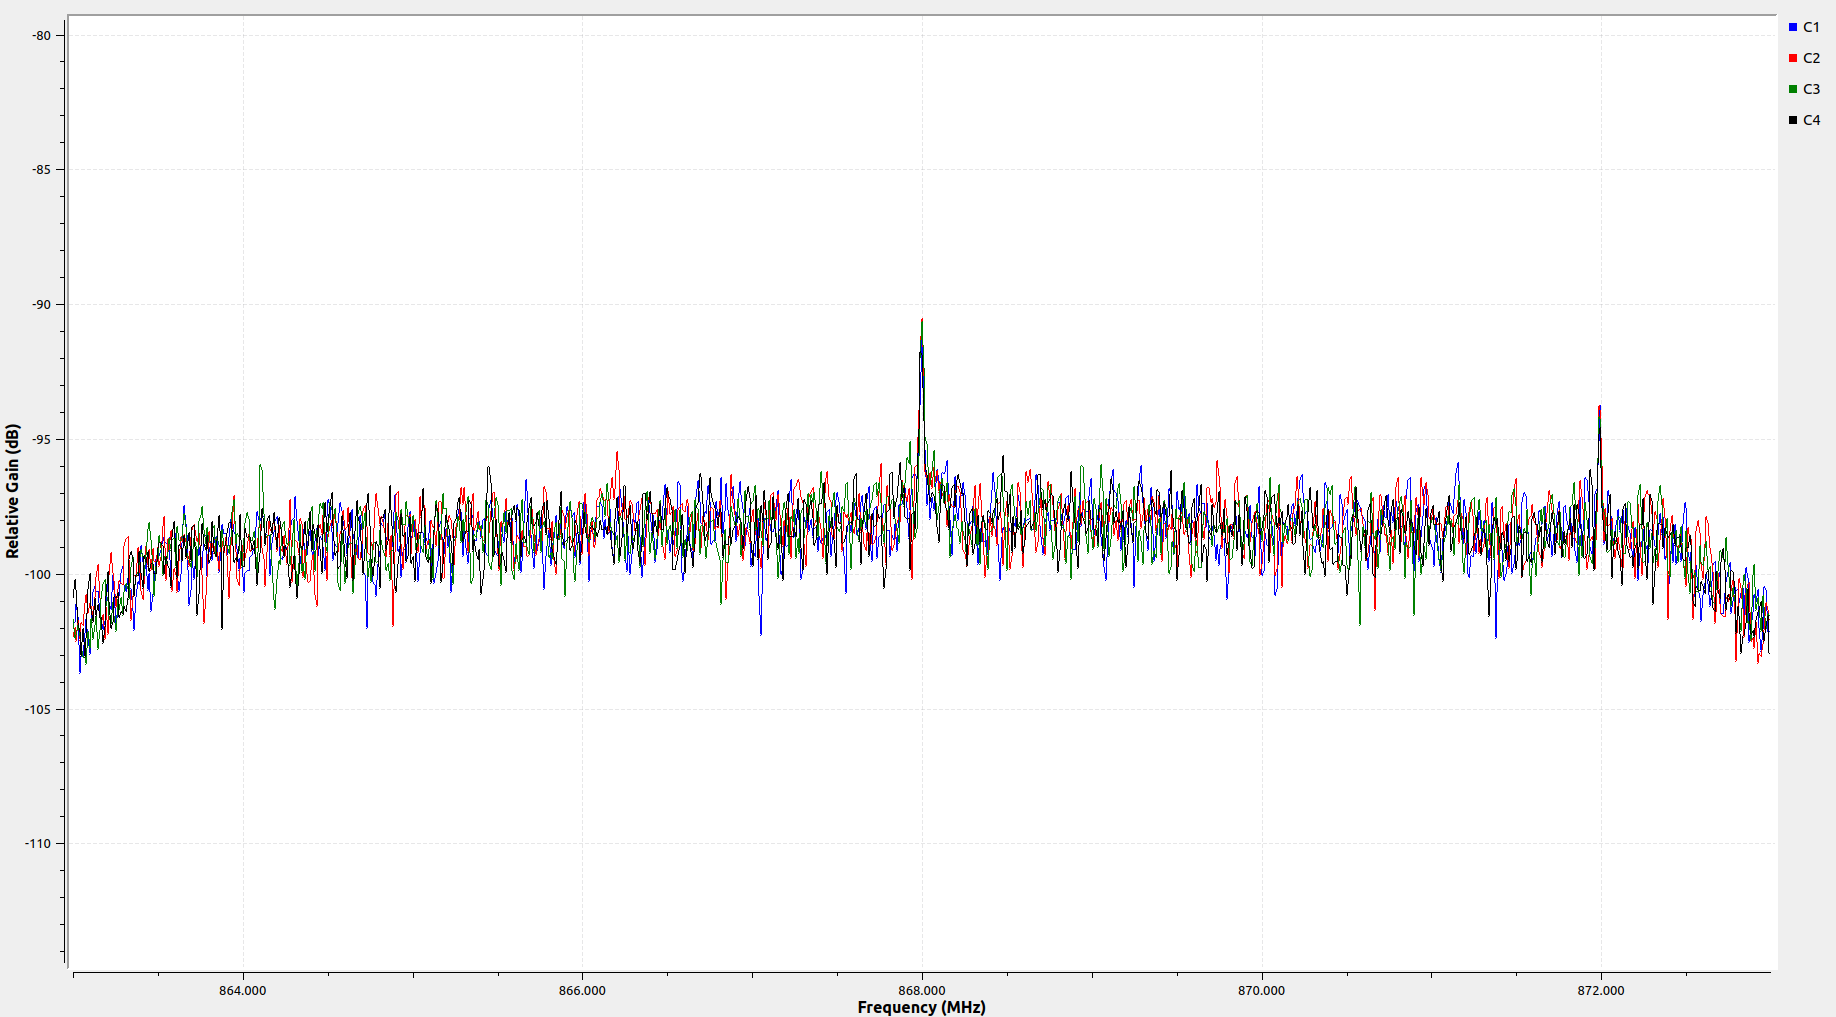 -80
-85
-90
-95
-100
-105
-110
Relative Gain (dB)
864.000
866.000
868.000
870.000
872.000
Frequency (MHz)
C1
C2
C3
C4